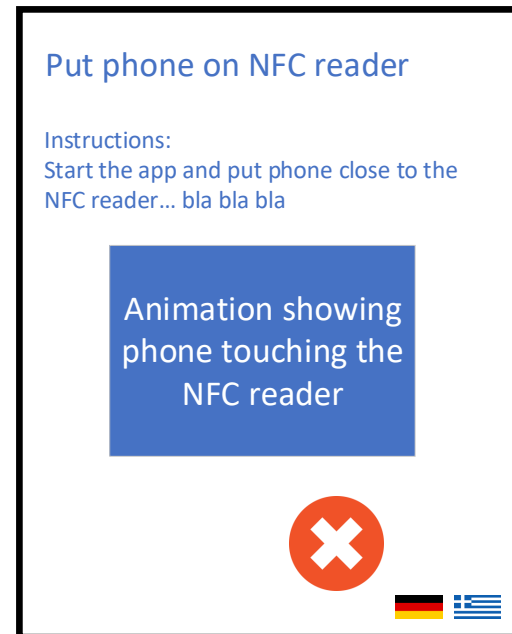 Put phone on NFC reader
Instructions:
Start the app and put phone close to the
NFC reader... bla bla bla
Animation showing
phone touching the
NFC reader